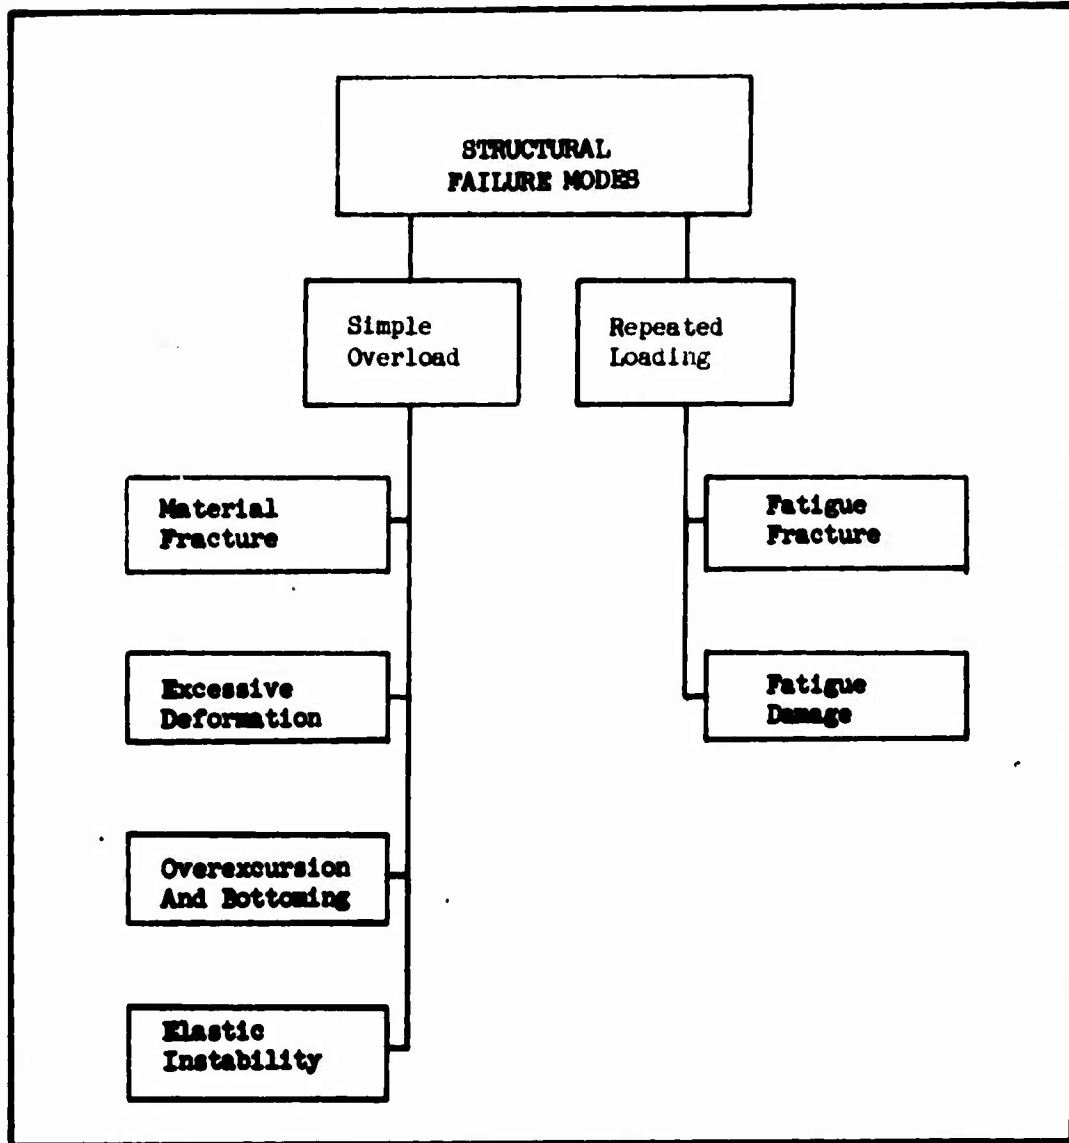 STRUCTURAL
FAILURE MODES
Simple
Overload
Repeated
Loading
Material
Fracture
Fatigue
Fracture
Excessive
Deformation
Fatigue
Damage
Overexcursion
And Bottoming
Elastic
Instability